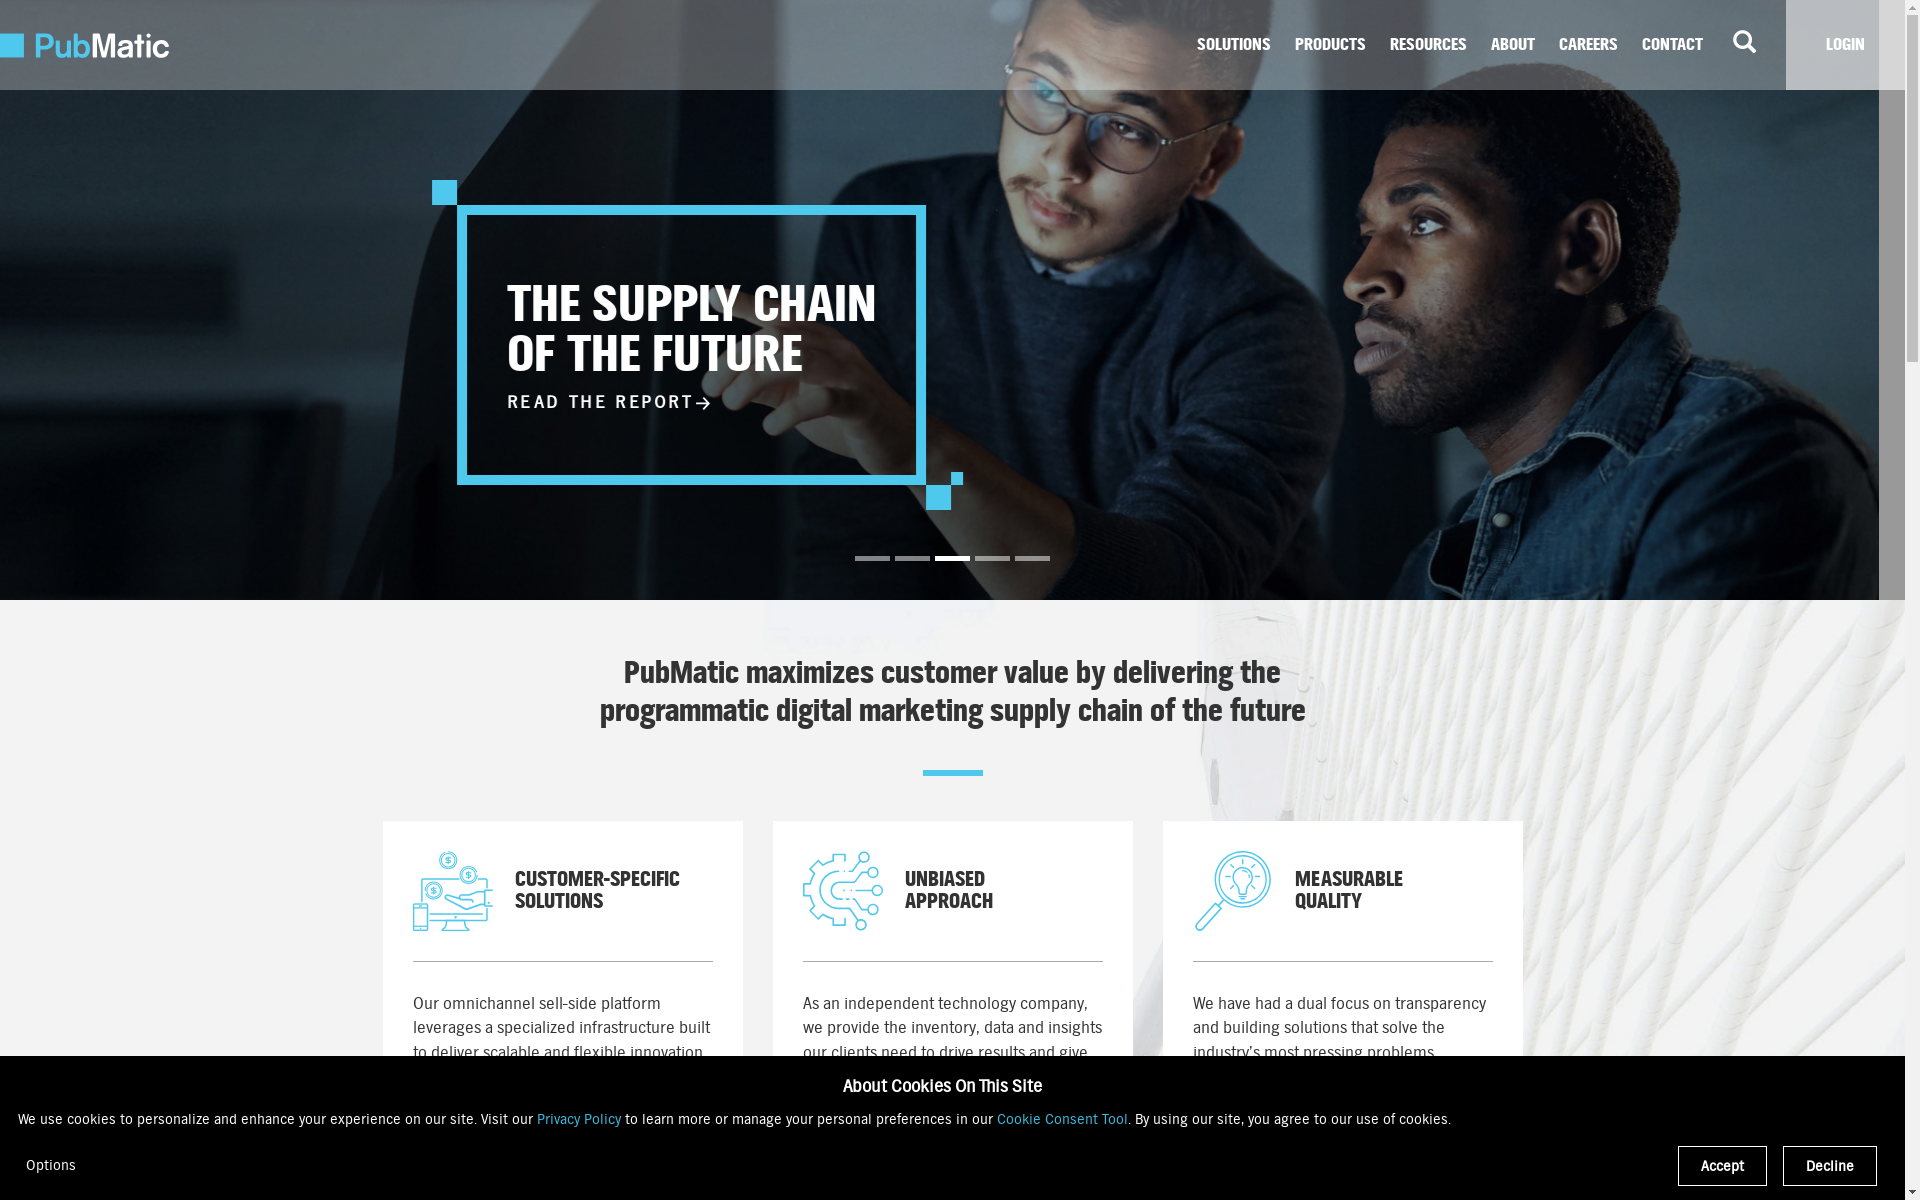 PubMatic
SOLUTIONS PRODUCTS RESOURCES ABOUT CAREERS CONTACT LOGIN
THE SUPPLY CHAIN
OF THE FUTURE
READ THE REPORT→
PubMatic maximizes customer value by delivering the
programmatic digital marketing supply chain of the future
CUSTOMER-SPECIFIC
SOLUTIONS
Our omnichannel sell-side platform
leverages a specialized infrastructure built
to deliver scalable and flexible innovation
UNBIASED
APPROACH
As an independent technology company,
we provide the inventory, data and insights
our clients need to drive results and give
MEASURABLE
QUALITY
We have had a dual focus on transparency
and building solutions that solve the
industry's most pressing problems
About Cookies On This Site
We use cookies to personalize and enhance your experience on our site. Visit our Privacy Policy to learn more or manage your personal preferences in our Cookie Consent Tool. By using our site, you agree to our use of cookies.
Options
Accept
Decline